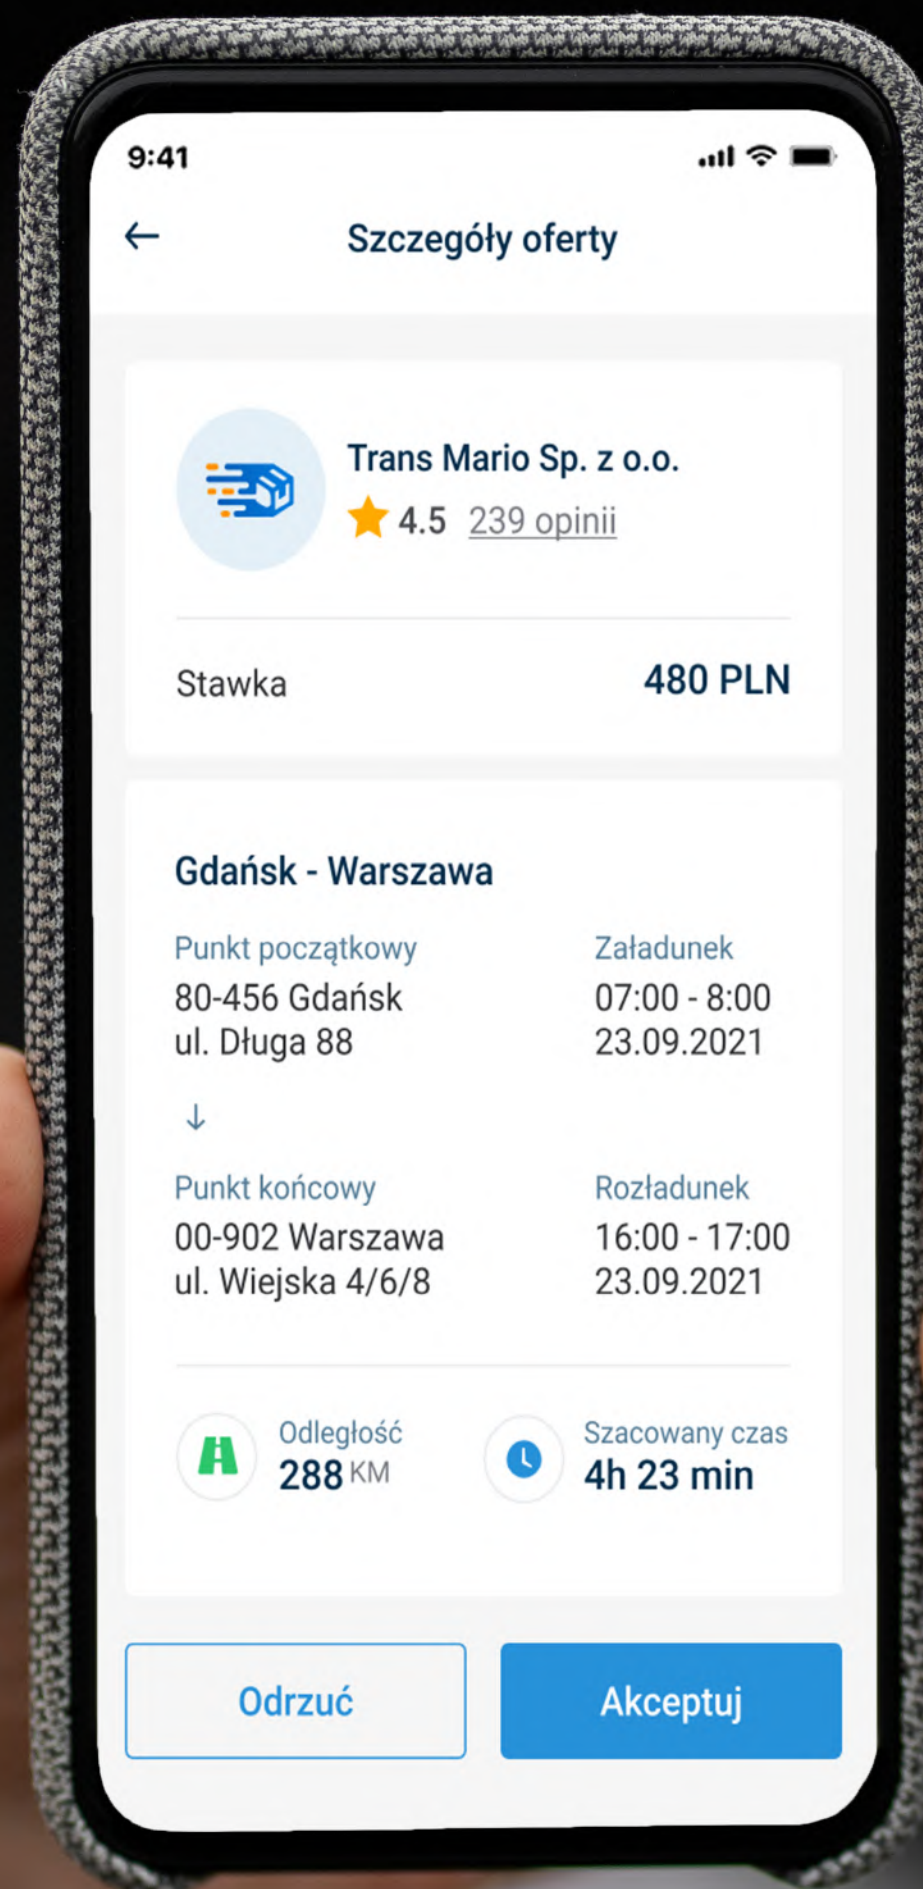 9:41
Szczegóły oferty
Trans Mario Sp. z o.o.
4.5 239 opinii
Stawka 480 PLN
Gdańsk - Warszawa
Punkt początkowy Załadunek
80-456 Gdańsk 07:00 - 8:00
ul. Długa 88 23.09.2021
Punkt końcowy Rozładunek
00-902 Warszawa 16:00 - 17:00
ul. Wiejska 4/6/8 23.09.2021
Odległość Szacowany czas
288 KM 4h 23 min
Odrzuć Akceptuj